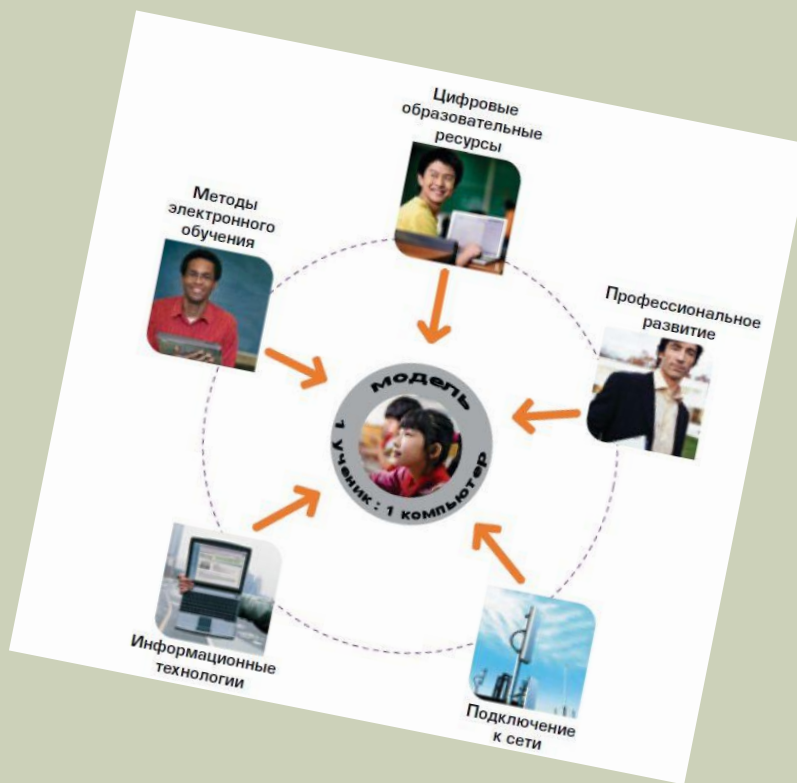 Цифровые
образовательные
ресурсы
Методы
электронного
обучения
Профессиональное
развитие
модель
1 ученик : 1 компьютер
Информационные
технологии
Подключение
к сети